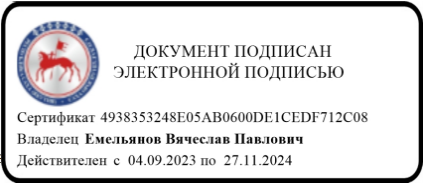 ДОКУМЕНТ ПОДПИСАН
ЭЛЕКТРОННОЙ ПОДПИСЬЮ
Сертификат 4938353248E05AB0600DE1CEDF712C08
Владелец Емельянов Вячеслав Павлович
Действителен с 04.09.2023 по 27.11.2024